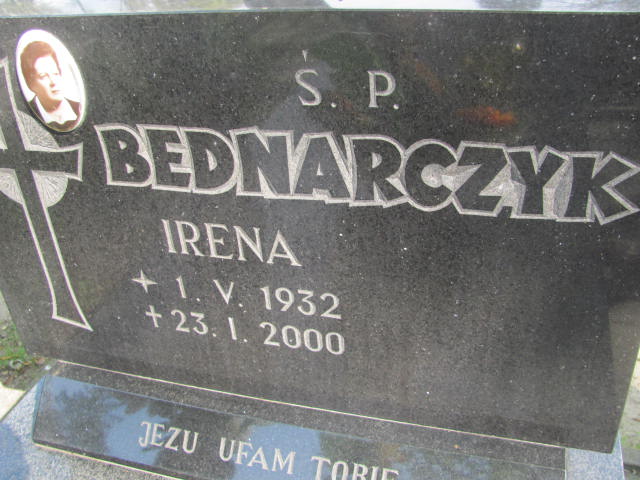 Ś. P.
BEDNARCZYK
IRENA
1. V. 1932
† 23. I. 2000
JEZU UFAM TOBIE